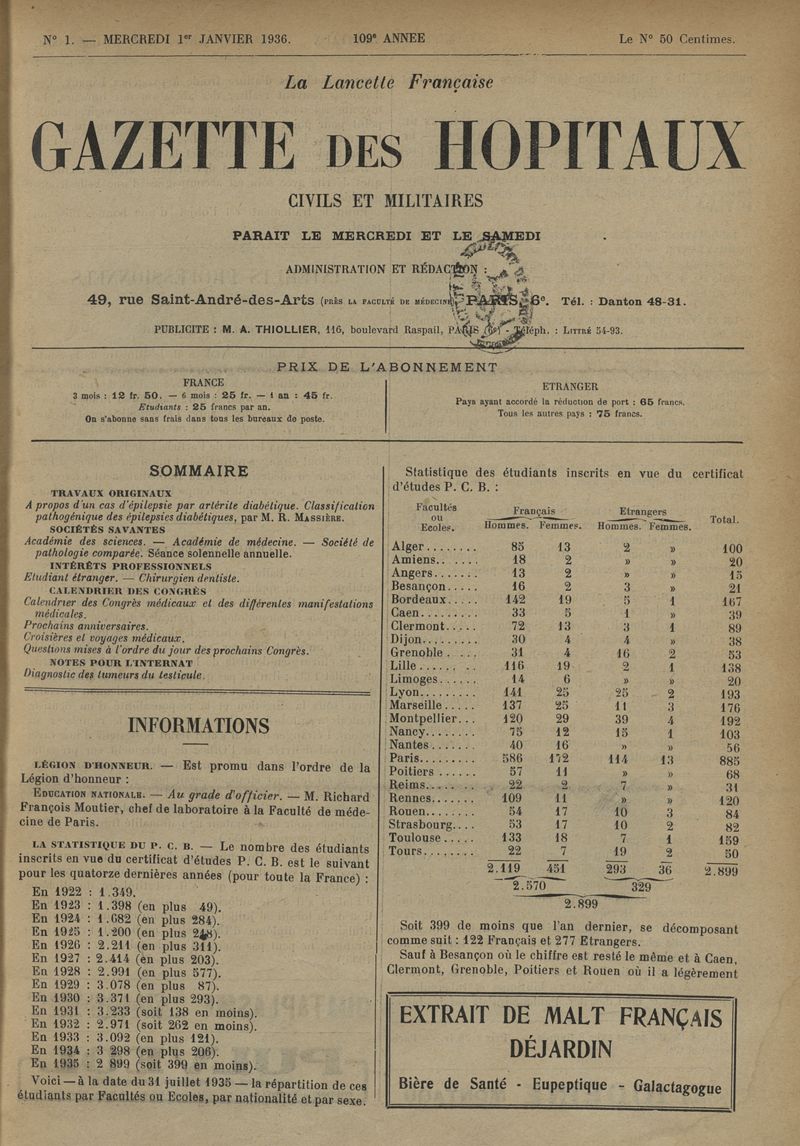 N° 1. — MERCREDI 1er JANVIER 1936.
109e ANNEE
Le N° 50 Centimes.
La Lancette Française
GAZETTE DES HOPITAUX
CIVILS ET MILITAIRES
PARAIT LE MERCREDI ET LE SAMEDI
ADMINISTRATION ET RÉDACTION :
49, rue Saint-André-des-Arts (PRÈS LA FACULTÉ DE MÉDECINE) PARIS, 6e. Tél. : Danton 48-31.
PUBLICITE : M. A. THIOLLIER, 116, boulevard Raspail, PARIS (6e) - Téléph. : LITTRÉ 54-93.
PRIX DE L'ABONNEMENT
FRANCE
3 mois : 12 fr. 50. — 6 mois : 25 fr. — 1 an : 45 fr.
Etudiants : 25 francs par an.
On s'abonne sans frais dans tous les bureaux de poste.
ETRANGER
Pays ayant accordé la réduction de port : 65 francs.
Tous les autres pays : 75 francs.
SOMMAIRE
TRAVAUX ORIGINAUX
A propos d'un cas d'épilepsie par artérite diabétique. Classification
pathogénique des épilepsies diabétiques, par M. R. MASSIÈRE.
SOCIÉTÉS SAVANTES
Académie des sciences. — Académie de médecine. — Société de
pathologie comparée. Séance solennelle annuelle.
INTÉRÊTS PROFESSIONNELS
Etudiant étranger. — Chirurgien dentiste.
CALENDRIER DES CONGRÈS
Calendrier des Congrès médicaux et des différentes manifestations
médicales.
Prochains anniversaires.
Croisières et voyages médicaux.
Questions mises à l'ordre du jour des prochains Congrès.
NOTES POUR L'INTERNAT
Diagnostic des tumeurs du testicule.
INFORMATIONS
LÉGION D'HONNEUR. — Est promu dans l'ordre de la
Légion d'honneur :
EDUCATION NATIONALE. — Au grade d'officier. — M. Richard
François Moutier, chef de laboratoire à la Faculté de méde-
cine de Paris.
LA STATISTIQUE DU P. C. B. — Le nombre des étudiants
inscrits en vue du certificat d'études P. C. B. est le suivant
pour les quatorze dernières années (pour toute la France) :
En 1922 : 1.349.
En 1923 : 1.398 (en plus 49).
En 1924 : 1.682 (en plus 284).
En 1925 : 1.200 (en plus 218).
En 1926 : 2.211 (en plus 311).
En 1927 : 2.414 (en plus 203).
En 1928 : 2.991 (en plus 577).
En 1929 : 3.078 (en plus 87).
En 1930 : 3.371 (en plus 293).
En 1931 : 3.233 (soit 138 en moins).
En 1932 : 2.971 (soit 262 en moins).
En 1933 : 3.092 (en plus 121).
En 1934 : 3 298 (en plus 206).
En 1935 : 2 899 (soit 399 en moins).
Voici — à la date du 31 juillet 1935 — la répartition de ces
étudiants par Facultés ou Ecoles, par nationalité et par sexe.
Statistique des étudiants inscrits en vue du certificat
d'études P. C. B. :
Facultés ou Ecoles. Français Etrangers Total.
Hommes. Femmes. Hommes. Femmes.
Alger........ 85 13 2 » 100
Amiens....... 18 2 » » 20
Angers....... 13 2 » » 15
Besançon..... 16 2 3 » 21
Bordeaux..... 142 19 5 1 167
Caen......... 33 5 1 » 39
Clermont..... 72 13 3 1 89
Dijon........ 30 4 4 » 38
Grenoble .... 31 4 16 2 53
Lille........ 116 19 2 1 138
Limoges...... 14 6 » » 20
Lyon......... 141 25 25 2 193
Marseille..... 137 25 11 3 176
Montpellier... 120 29 39 4 192
Nancy........ 75 12 15 1 103
Nantes....... 40 16 » » 56
Paris......... 586 172 114 13 885
Poitiers ...... 57 11 » » 68
Reims........ 22 2 7 » 31
Rennes....... 109 11 » » 120
Rouen........ 54 17 10 3 84
Strasbourg.... 53 17 10 2 82
Toulouse ..... 133 18 7 1 159
Tours........ 22 7 19 2 50
2.119 451 293 36 2.899
2.570 329
2.899
Soit 399 de moins que l'an dernier, se décomposant
comme suit : 122 Français et 277 Etrangers.
Sauf à Besançon où le chiffre est resté le même et à Caen,
Clermont, Grenoble, Poitiers et Rouen où il a légèrement
EXTRAIT DE MALT FRANÇAIS
DÉJARDIN
Bière de Santé - Eupeptique - Galactagogue